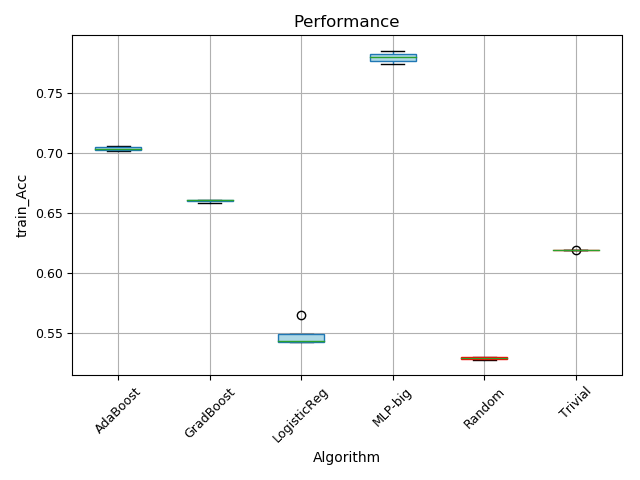 Performance
train_Acc
0.75
0.70
0.65
0.60
0.55
AdaBoost
GradBoost
LogisticReg
MLP-big
Random
Trivial
Algorithm